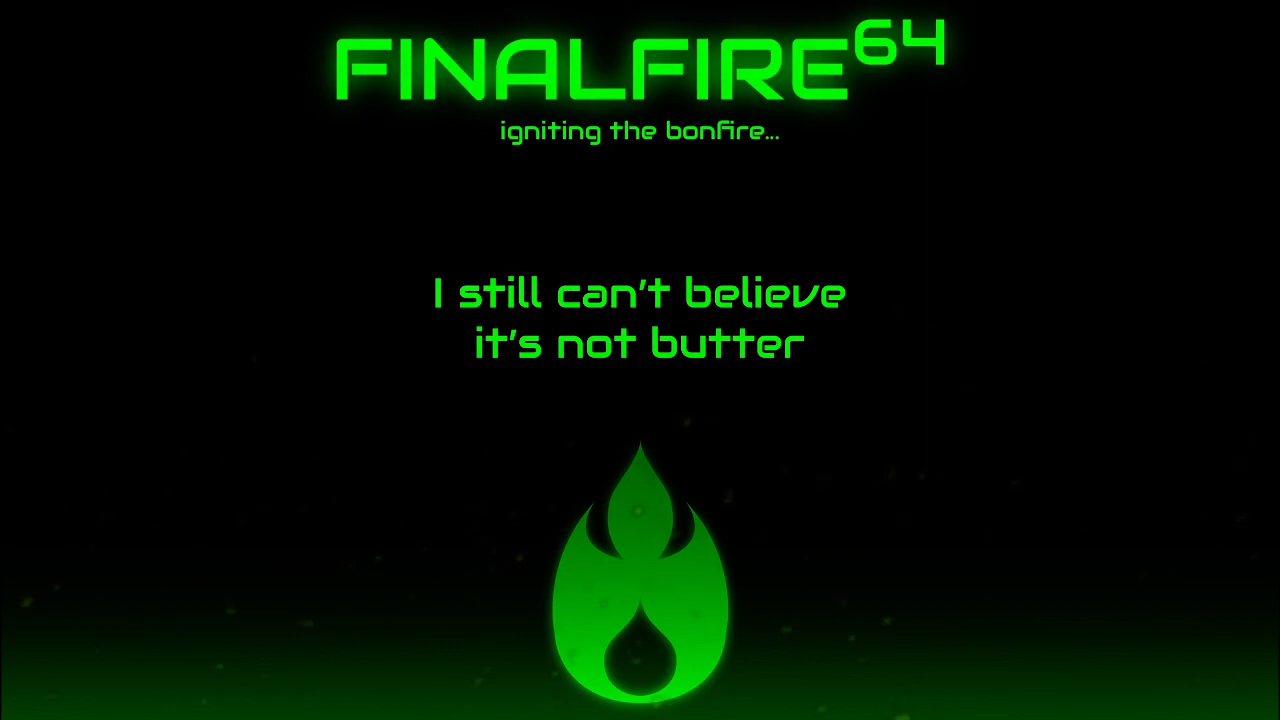 FINALFIRE64
igniting the bonfire...
I still can't believe
it's not butter